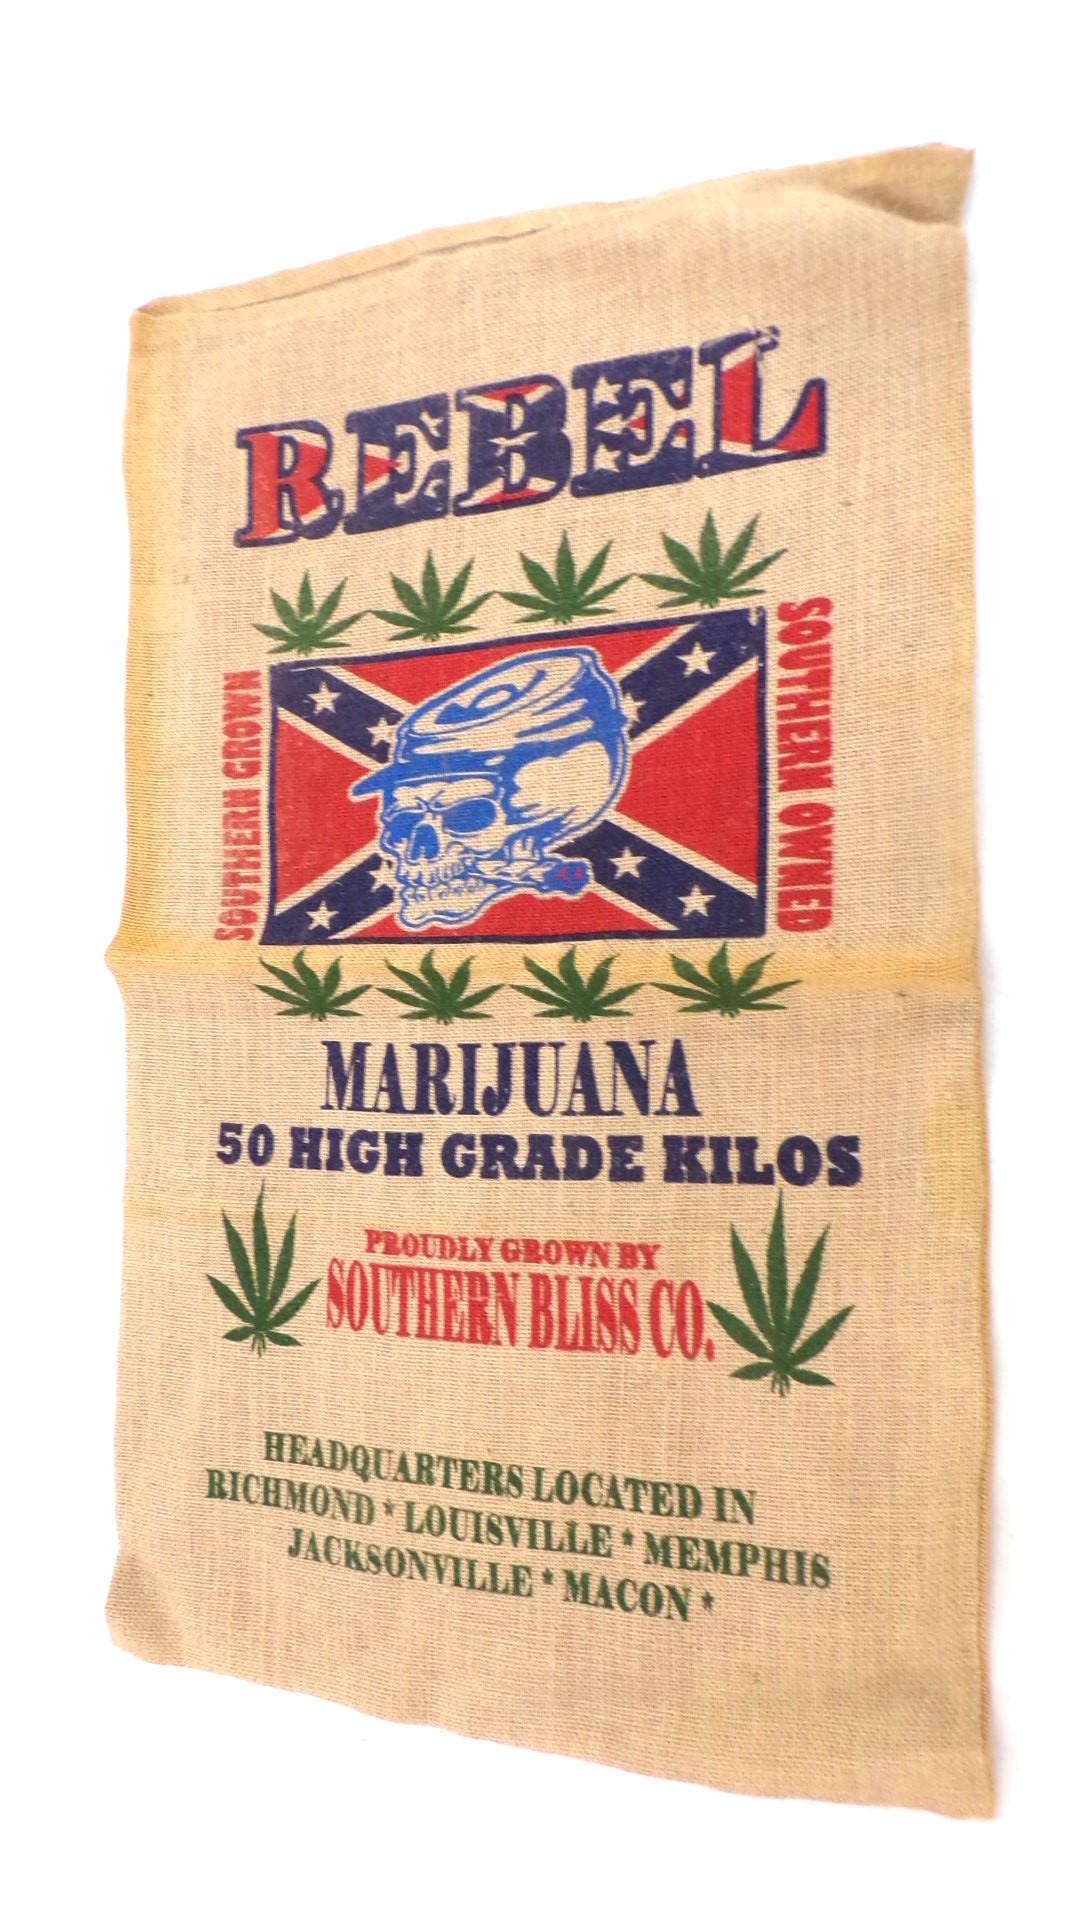 REBEL
SOUTHERN GROWN
SOUTHERN OWNED
MARIJUANA
50 HIGH GRADE KILOS
PROUDLY GROWN BY
SOUTHERN BLISS CO.
HEADQUARTERS LOCATED IN
RICHMOND * LOUISVILLE * MEMPHIS
JACKSONVILLE * MACON *